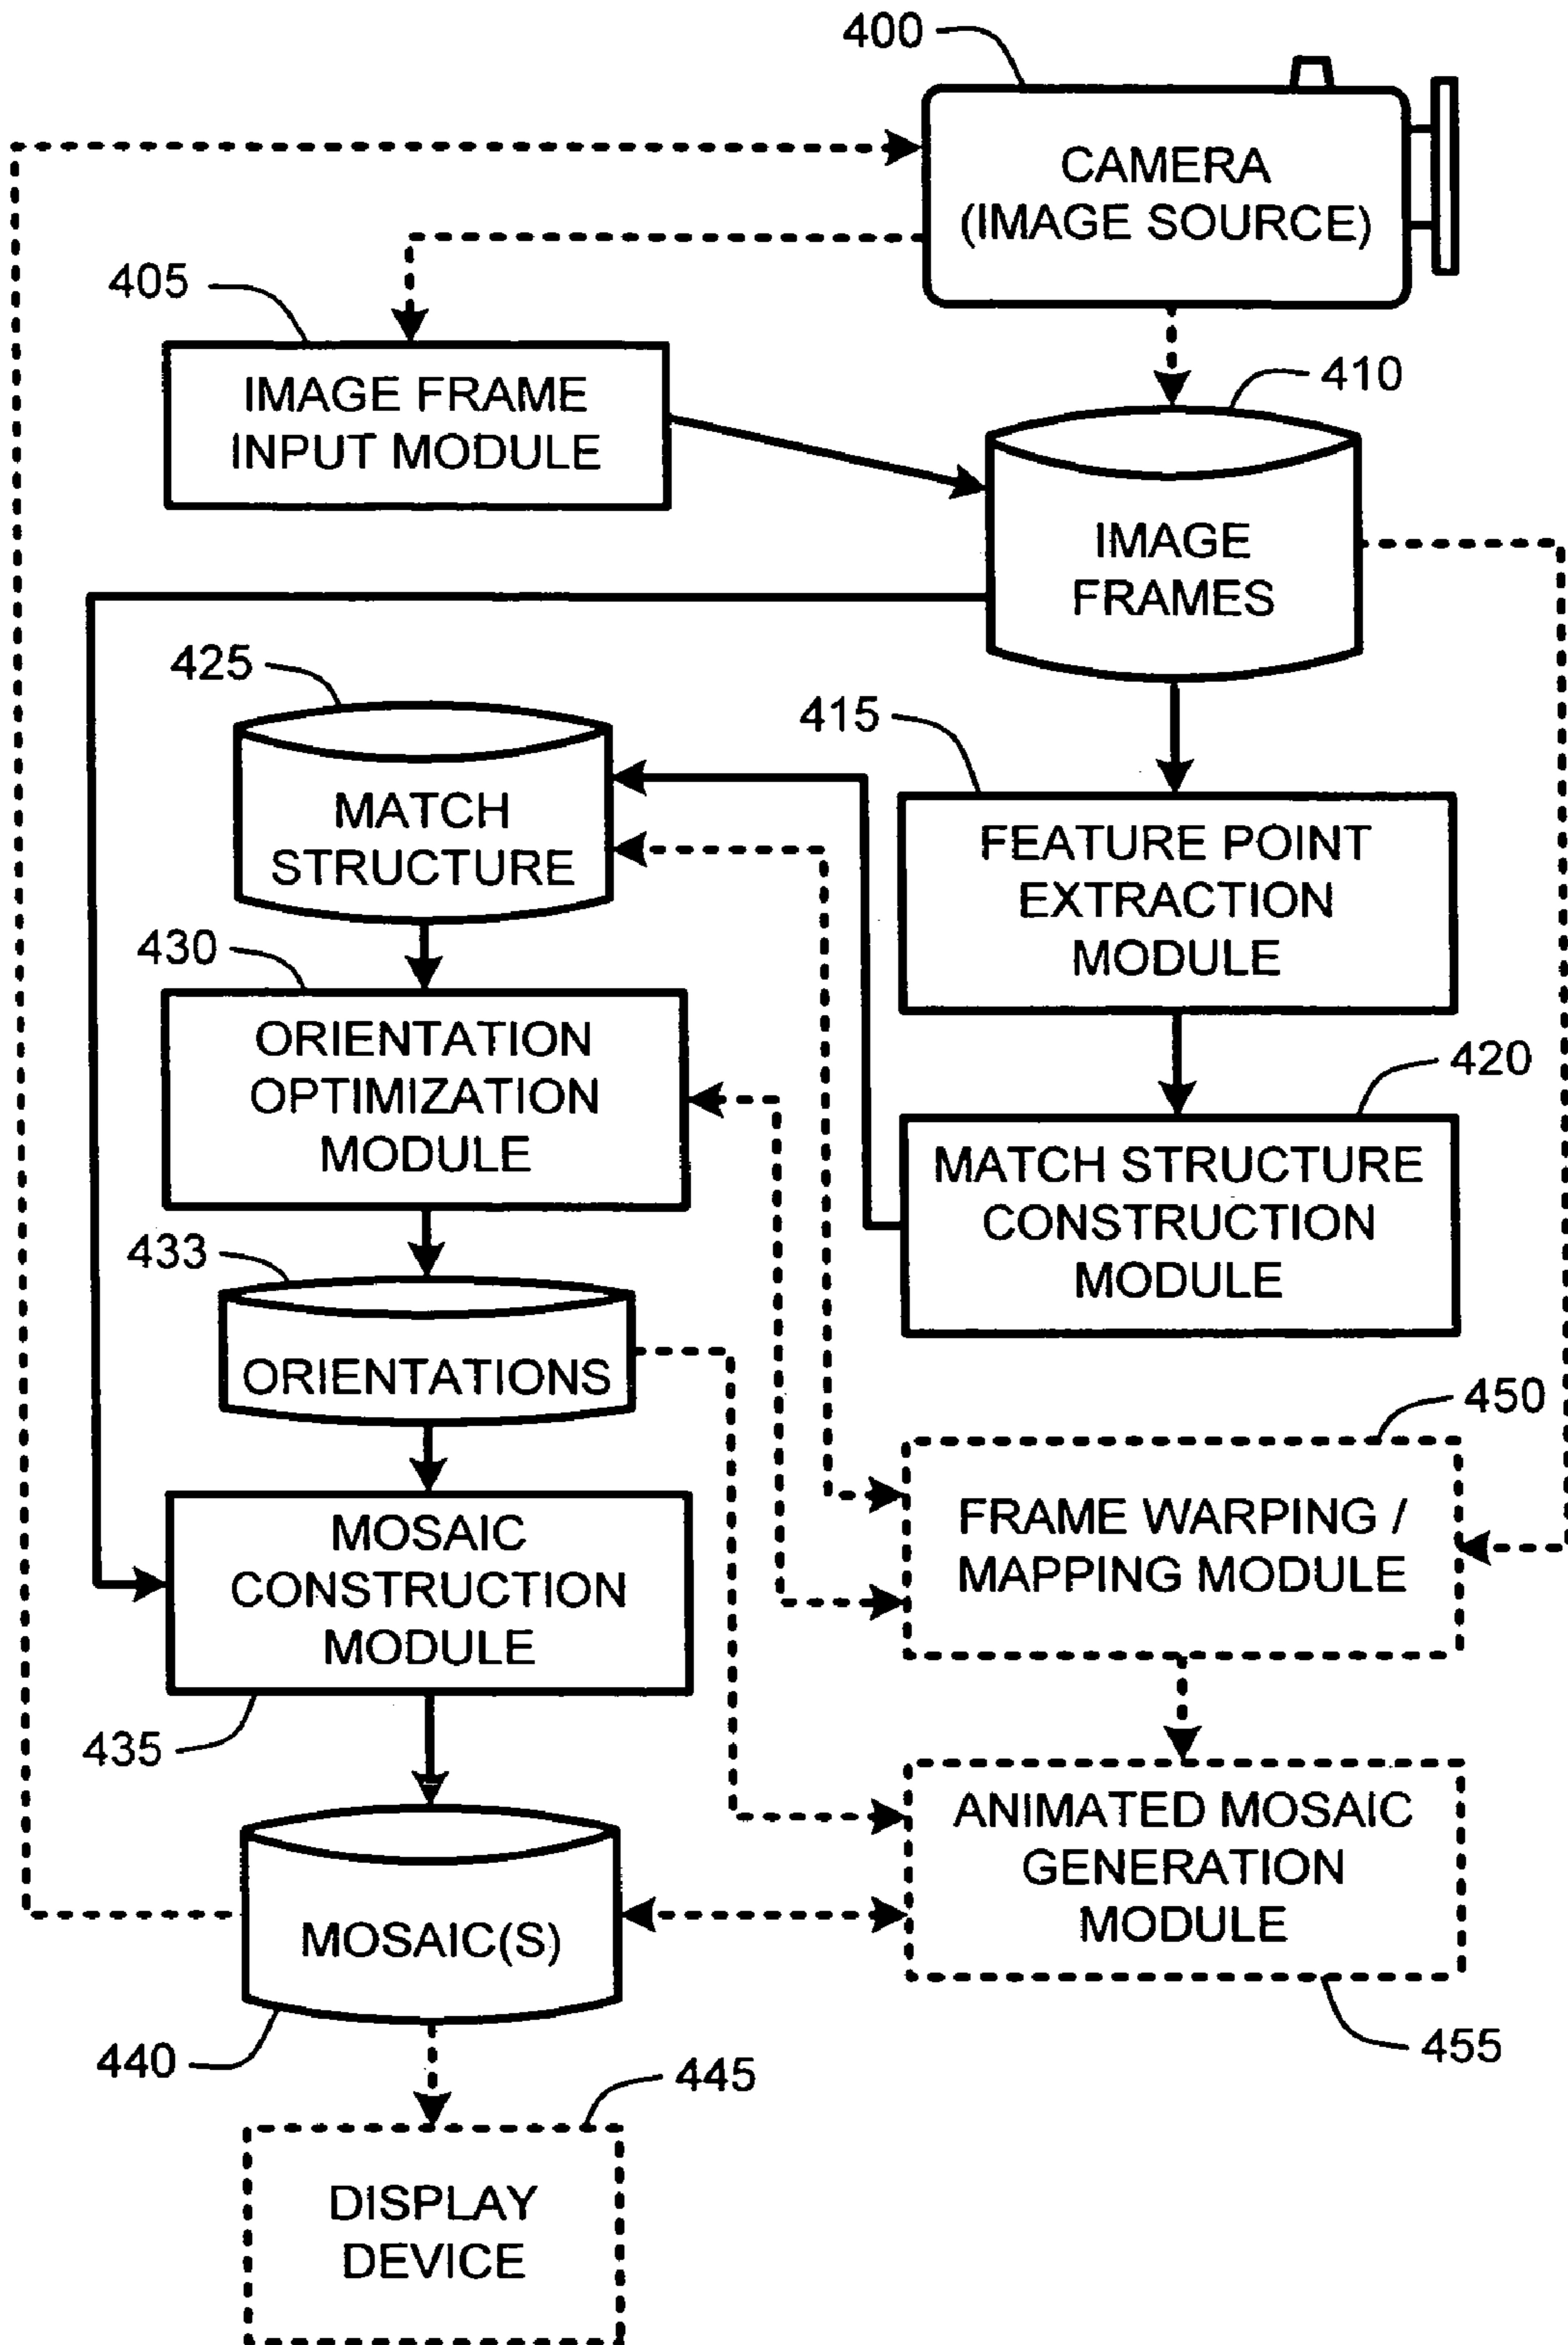 400
CAMERA
(IMAGE SOURCE)
405
IMAGE FRAME
INPUT MODULE
410
IMAGE
FRAMES
425
MATCH
STRUCTURE
415
FEATURE POINT
EXTRACTION
MODULE
430
ORIENTATION
OPTIMIZATION
MODULE
420
MATCH STRUCTURE
CONSTRUCTION
MODULE
433
ORIENTATIONS
450
FRAME WARPING /
MAPPING MODULE
MOSAIC
CONSTRUCTION
MODULE
435
ANIMATED MOSAIC
GENERATION
MODULE
455
MOSAIC(S)
440
445
DISPLAY
DEVICE